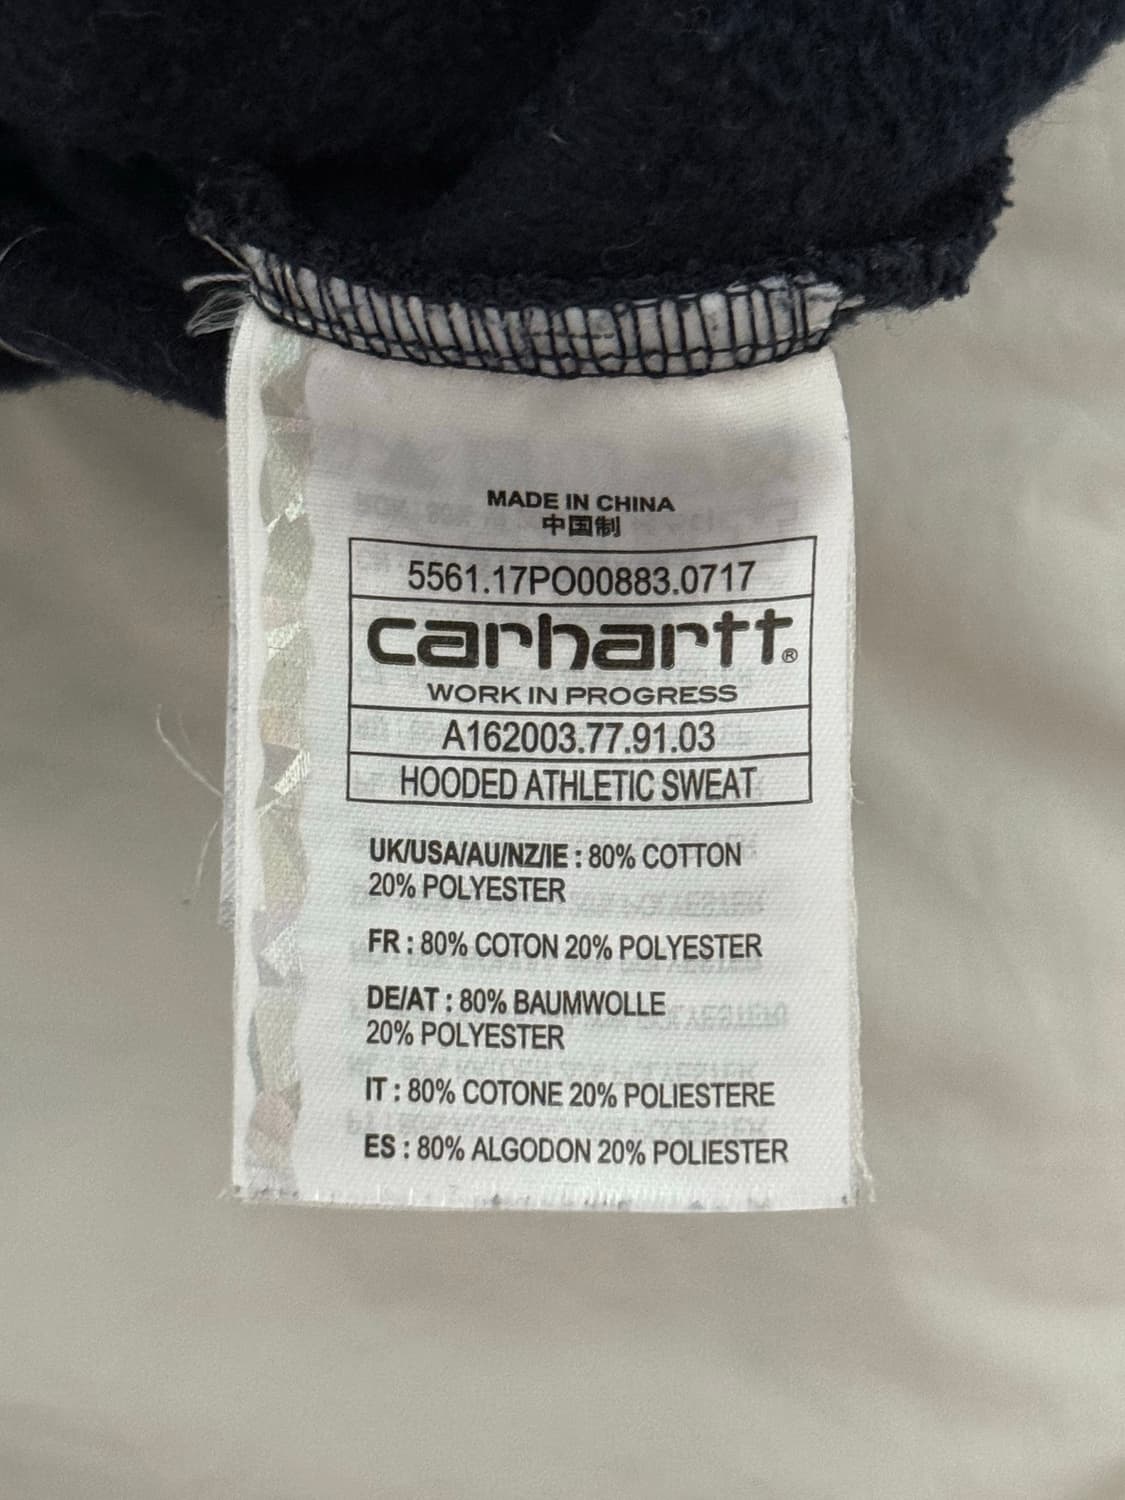 MADE IN CHINA
中国制
5561.17PO00883.0717
carhartt®
WORK IN PROGRESS
A162003.77.91.03
HOODED ATHLETIC SWEAT
UK/USA/AU/NZ/IE : 80% COTTON
20% POLYESTER
FR : 80% COTON 20% POLYESTER
DE/AT : 80% BAUMWOLLE
20% POLYESTER
IT : 80% COTONE 20% POLIESTERE
ES : 80% ALGODON 20% POLIESTER